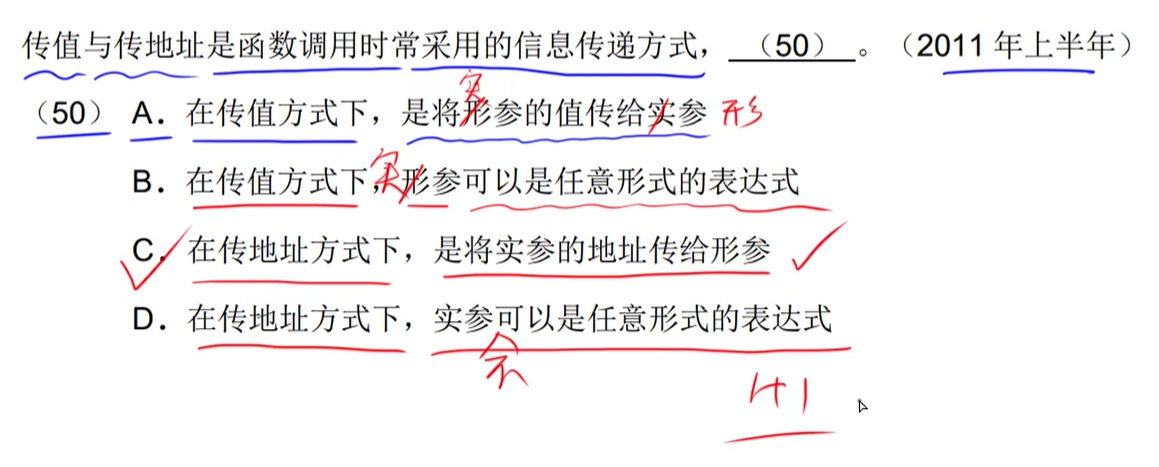 传值与传地址是函数调用时常采用的信息传递方式，（50）。（2011 年上半年）
实
（50） A．在传值方式下，是将形参的值传给实参 形
实
B．在传值方式下，形参可以是任意形式的表达式
C．在传地址方式下，是将实参的地址传给形参
D．在传地址方式下，实参可以是任意形式的表达式
不
1+1